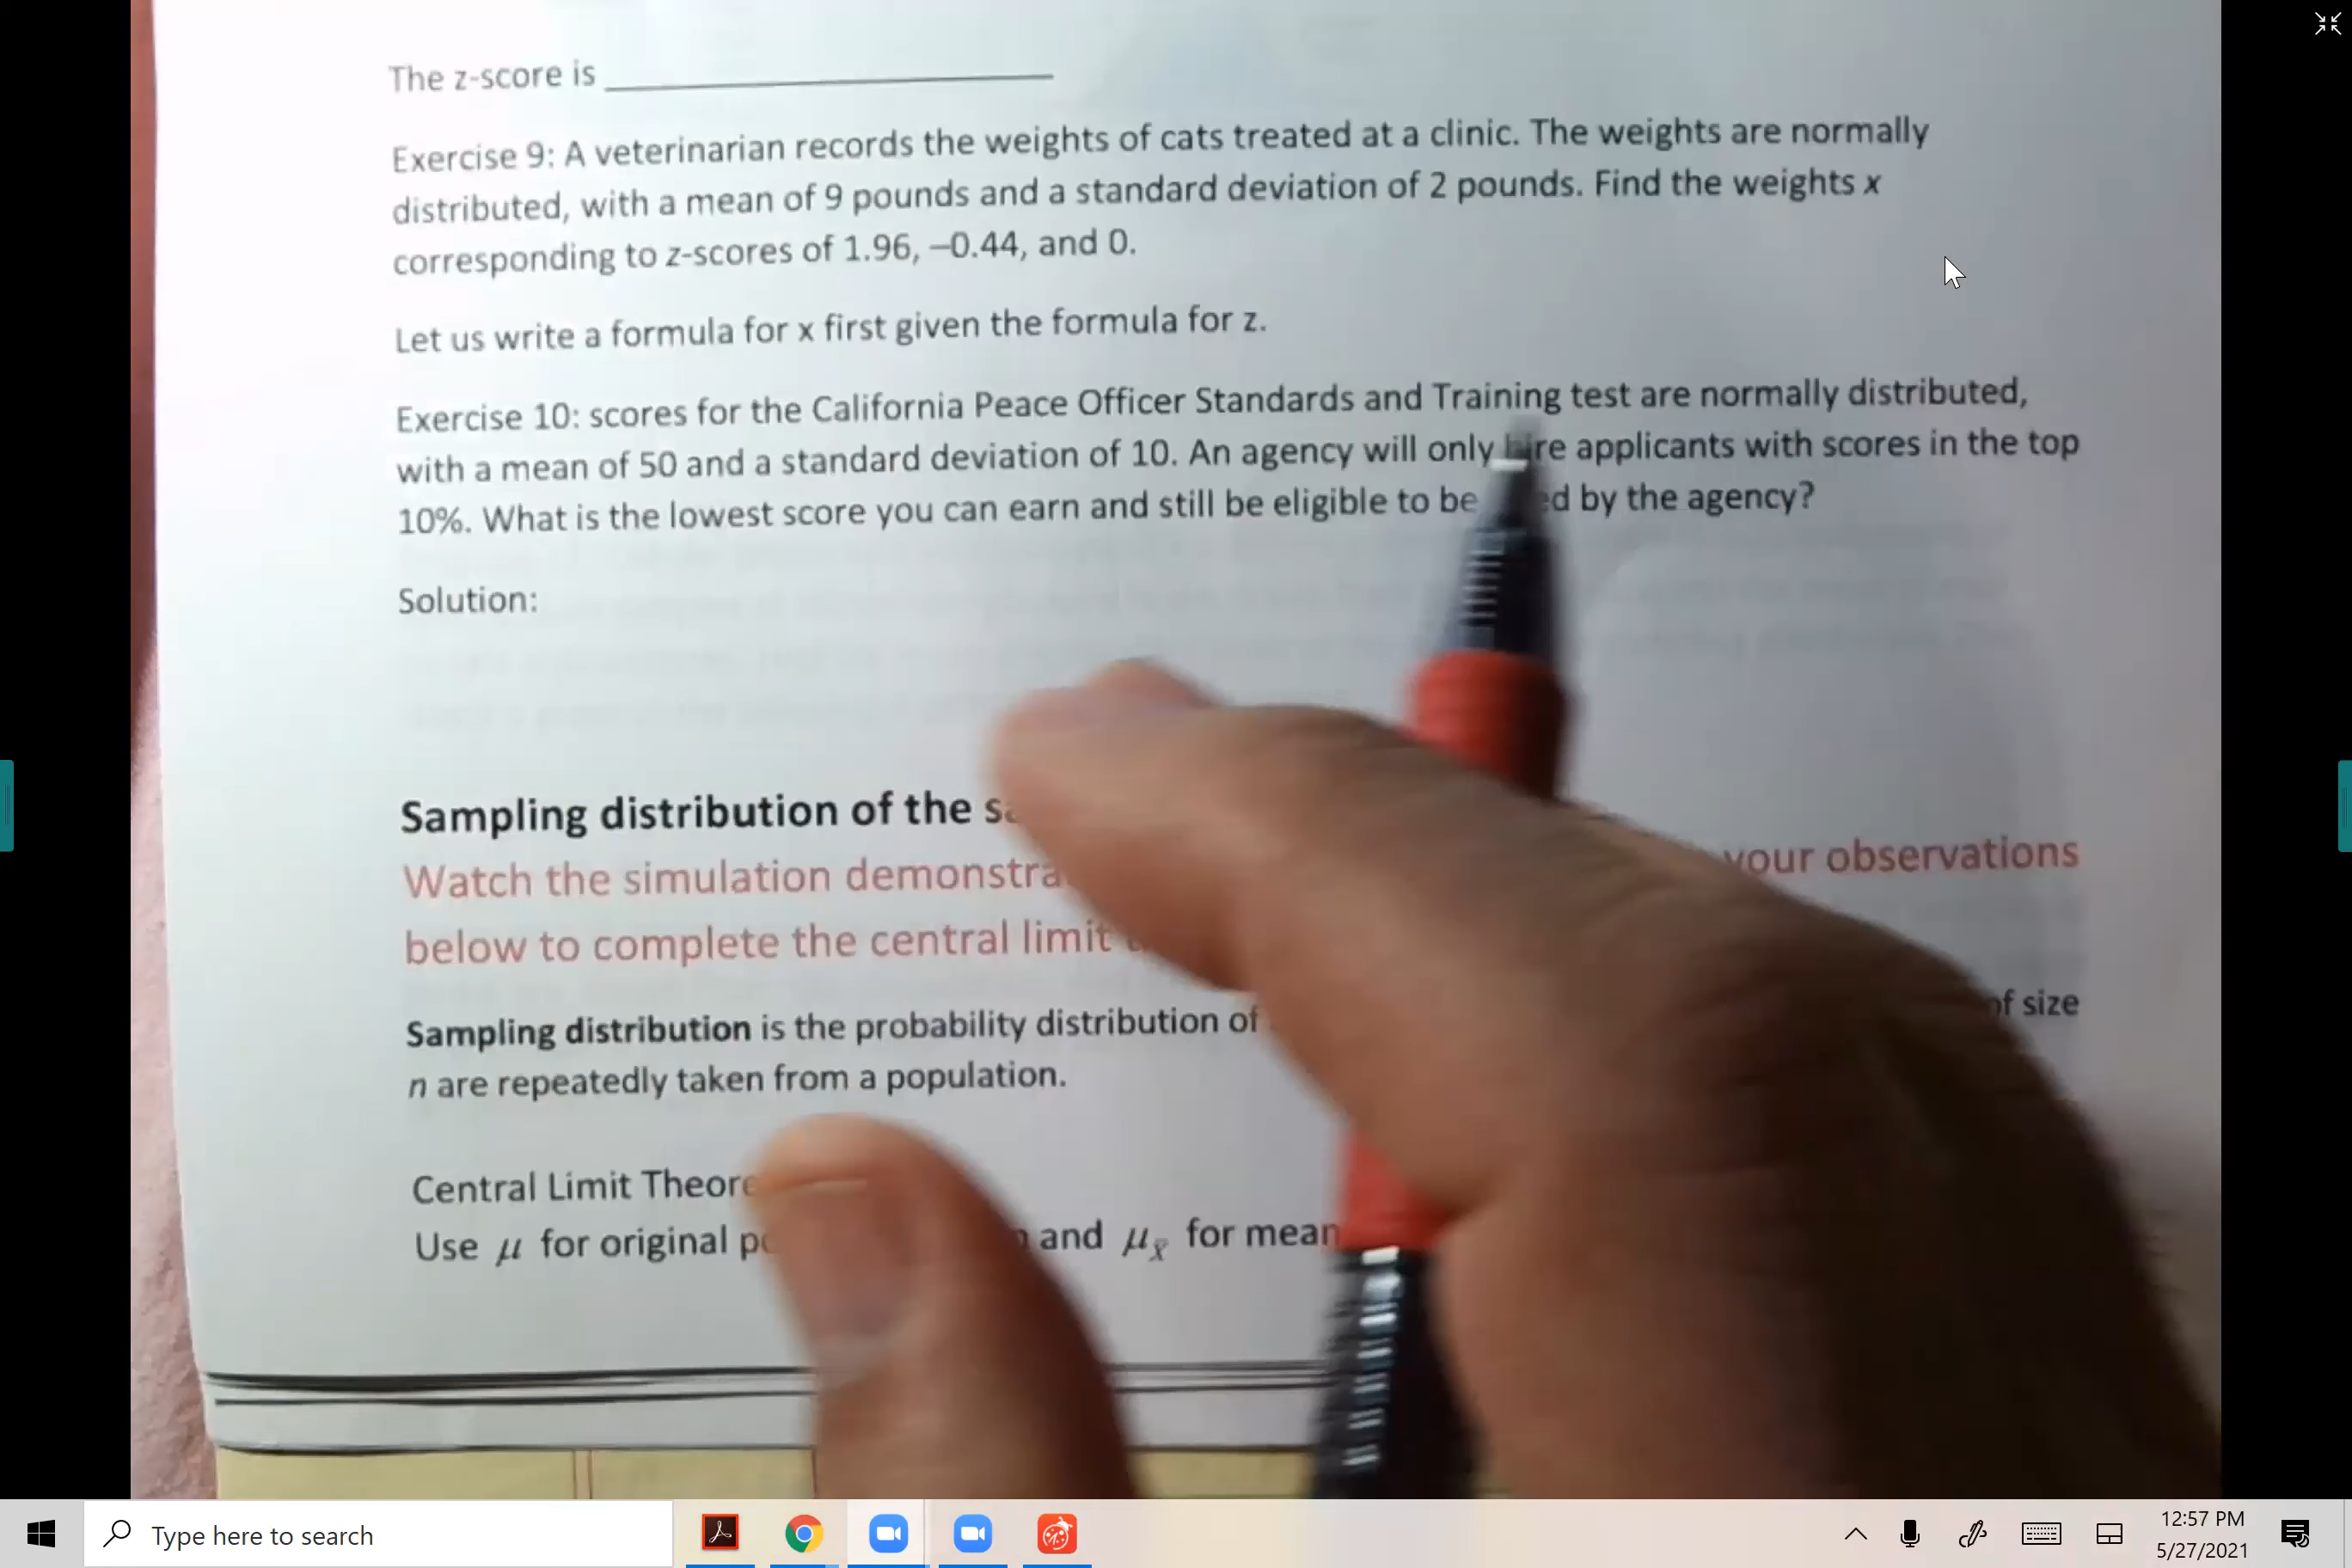 The z-score is
Exercise 9: A veterinarian records the weights of cats treated at a clinic. The weights are normally
distributed, with a mean of 9 pounds and a standard deviation of 2 pounds. Find the weights x
corresponding to z-scores of 1.96, –0.44, and 0.
Let us write a formula for x first given the formula for z.
Exercise 10: scores for the California Peace Officer Standards and Training test are normally distributed,
with a mean of 50 and a standard deviation of 10. An agency will only hire applicants with scores in the top
10%. What is the lowest score you can earn and still be eligible to be by the agency?
Solution:
Sampling distribution of the
Watch the simulation your observations
below to complete the central limit
Sampling distribution is the probability distribution of of size
n are repeatedly taken from a population.
Central Limit
Use μ for original and μx̄ for mean
Type here to search
12:57 PM
5/27/2021